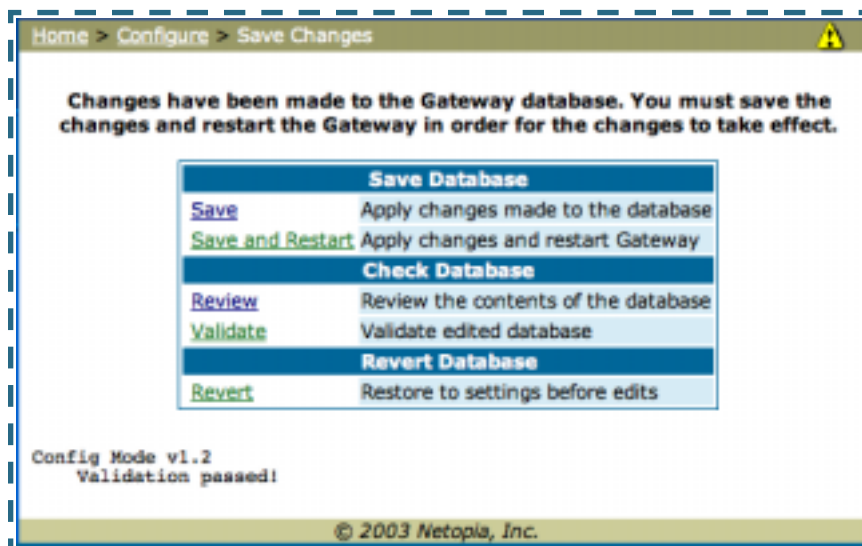 Home > Configure > Save Changes
Changes have been made to the Gateway database. You must save the
changes and restart the Gateway in order for the changes to take effect.
Save Database
Save Apply changes made to the database
Save and Restart Apply changes and restart Gateway
Check Database
Review Review the contents of the database
Validate Validate edited database
Revert Database
Revert Restore to settings before edits
Config Mode v1.2
Validation passed!
© 2003 Netopia, Inc.